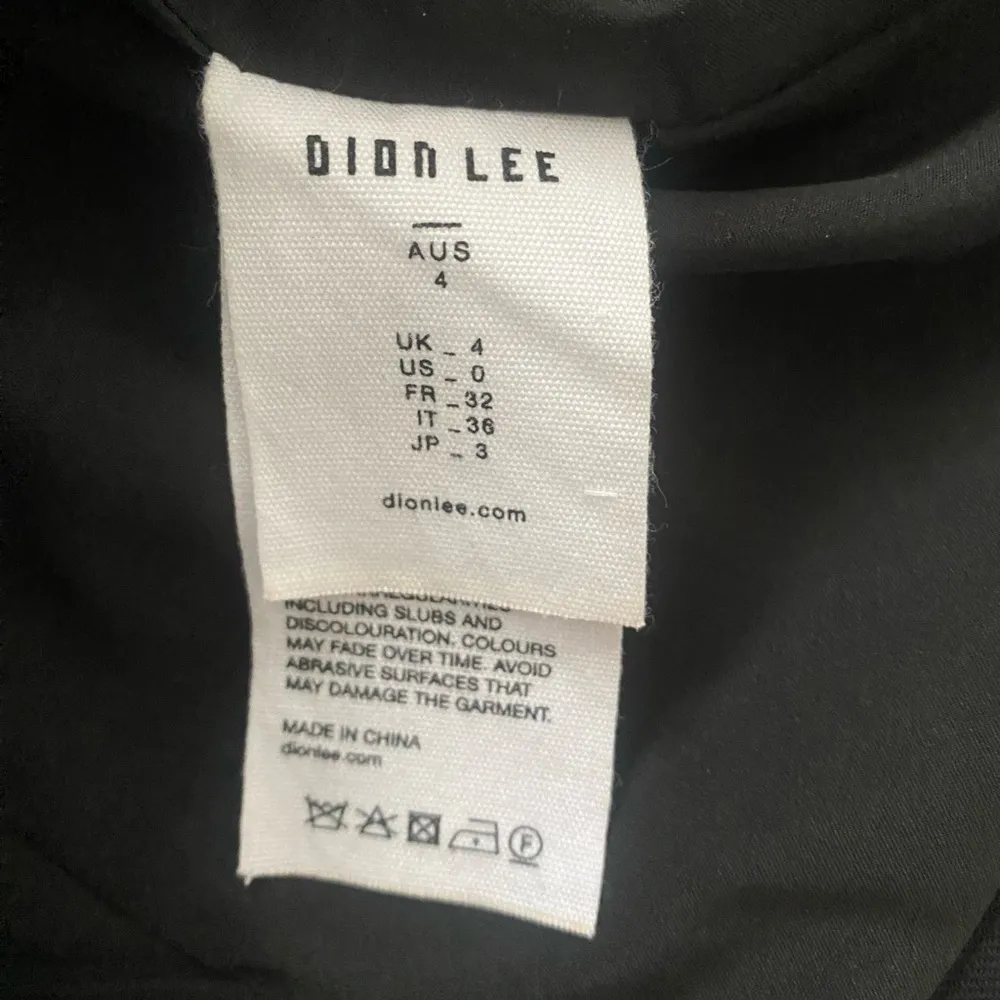 DION LEE
AUS
4
UK _ 4
US _ 0
FR _ 32
IT _ 36
JP _ 3
dionlee.com
IRREGULARITIES
INCLUDING SLUBS AND
DISCOLOURATION. COLOURS
MAY FADE OVER TIME. AVOID
ABRASIVE SURFACES THAT
MAY DAMAGE THE GARMENT.
MADE IN CHINA
dionlee.com
F